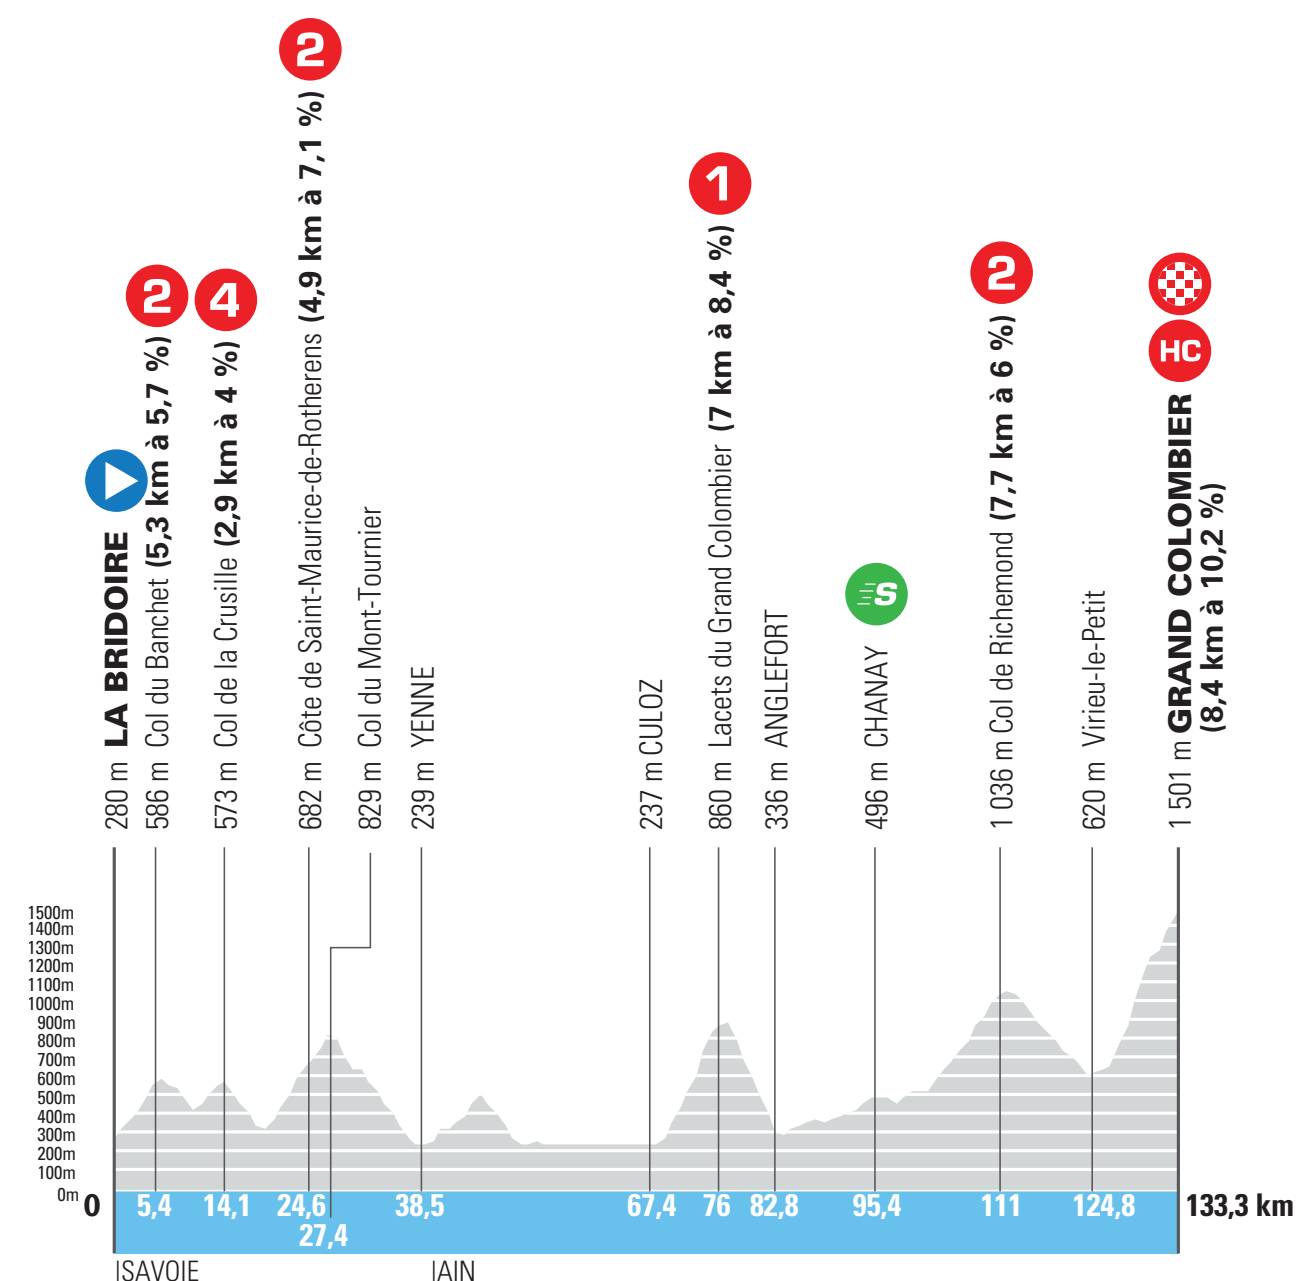 2
1
2
2
4
HC
S
280 m LA BRIDOIRE
586 m Col du Banchet (5,3 km à 5,7 %)
573 m Col de la Crusille (2,9 km à 4 %)
682 m Côte de Saint-Maurice-de-Rotherens (4,9 km à 7,1 %)
829 m Col du Mont-Tournier
239 m YENNE
237 m CULOZ
860 m Lacets du Grand Colombier (7 km à 8,4 %)
336 m ANGLEFORT
496 m CHANAY
1 036 m Col de Richemond (7,7 km à 6 %)
620 m Virieu-le-Petit
1 501 m GRAND COLOMBIER
(8,4 km à 10,2 %)
1500m
1400m
1300m
1200m
1100m
1000m
900m
800m
700m
600m
500m
400m
300m
200m
100m
0m
0 5,4 14,1 24,6 38,5 67,4 76 82,8 95,4 111 124,8 133,3 km
27,4
SAVOIE AIN